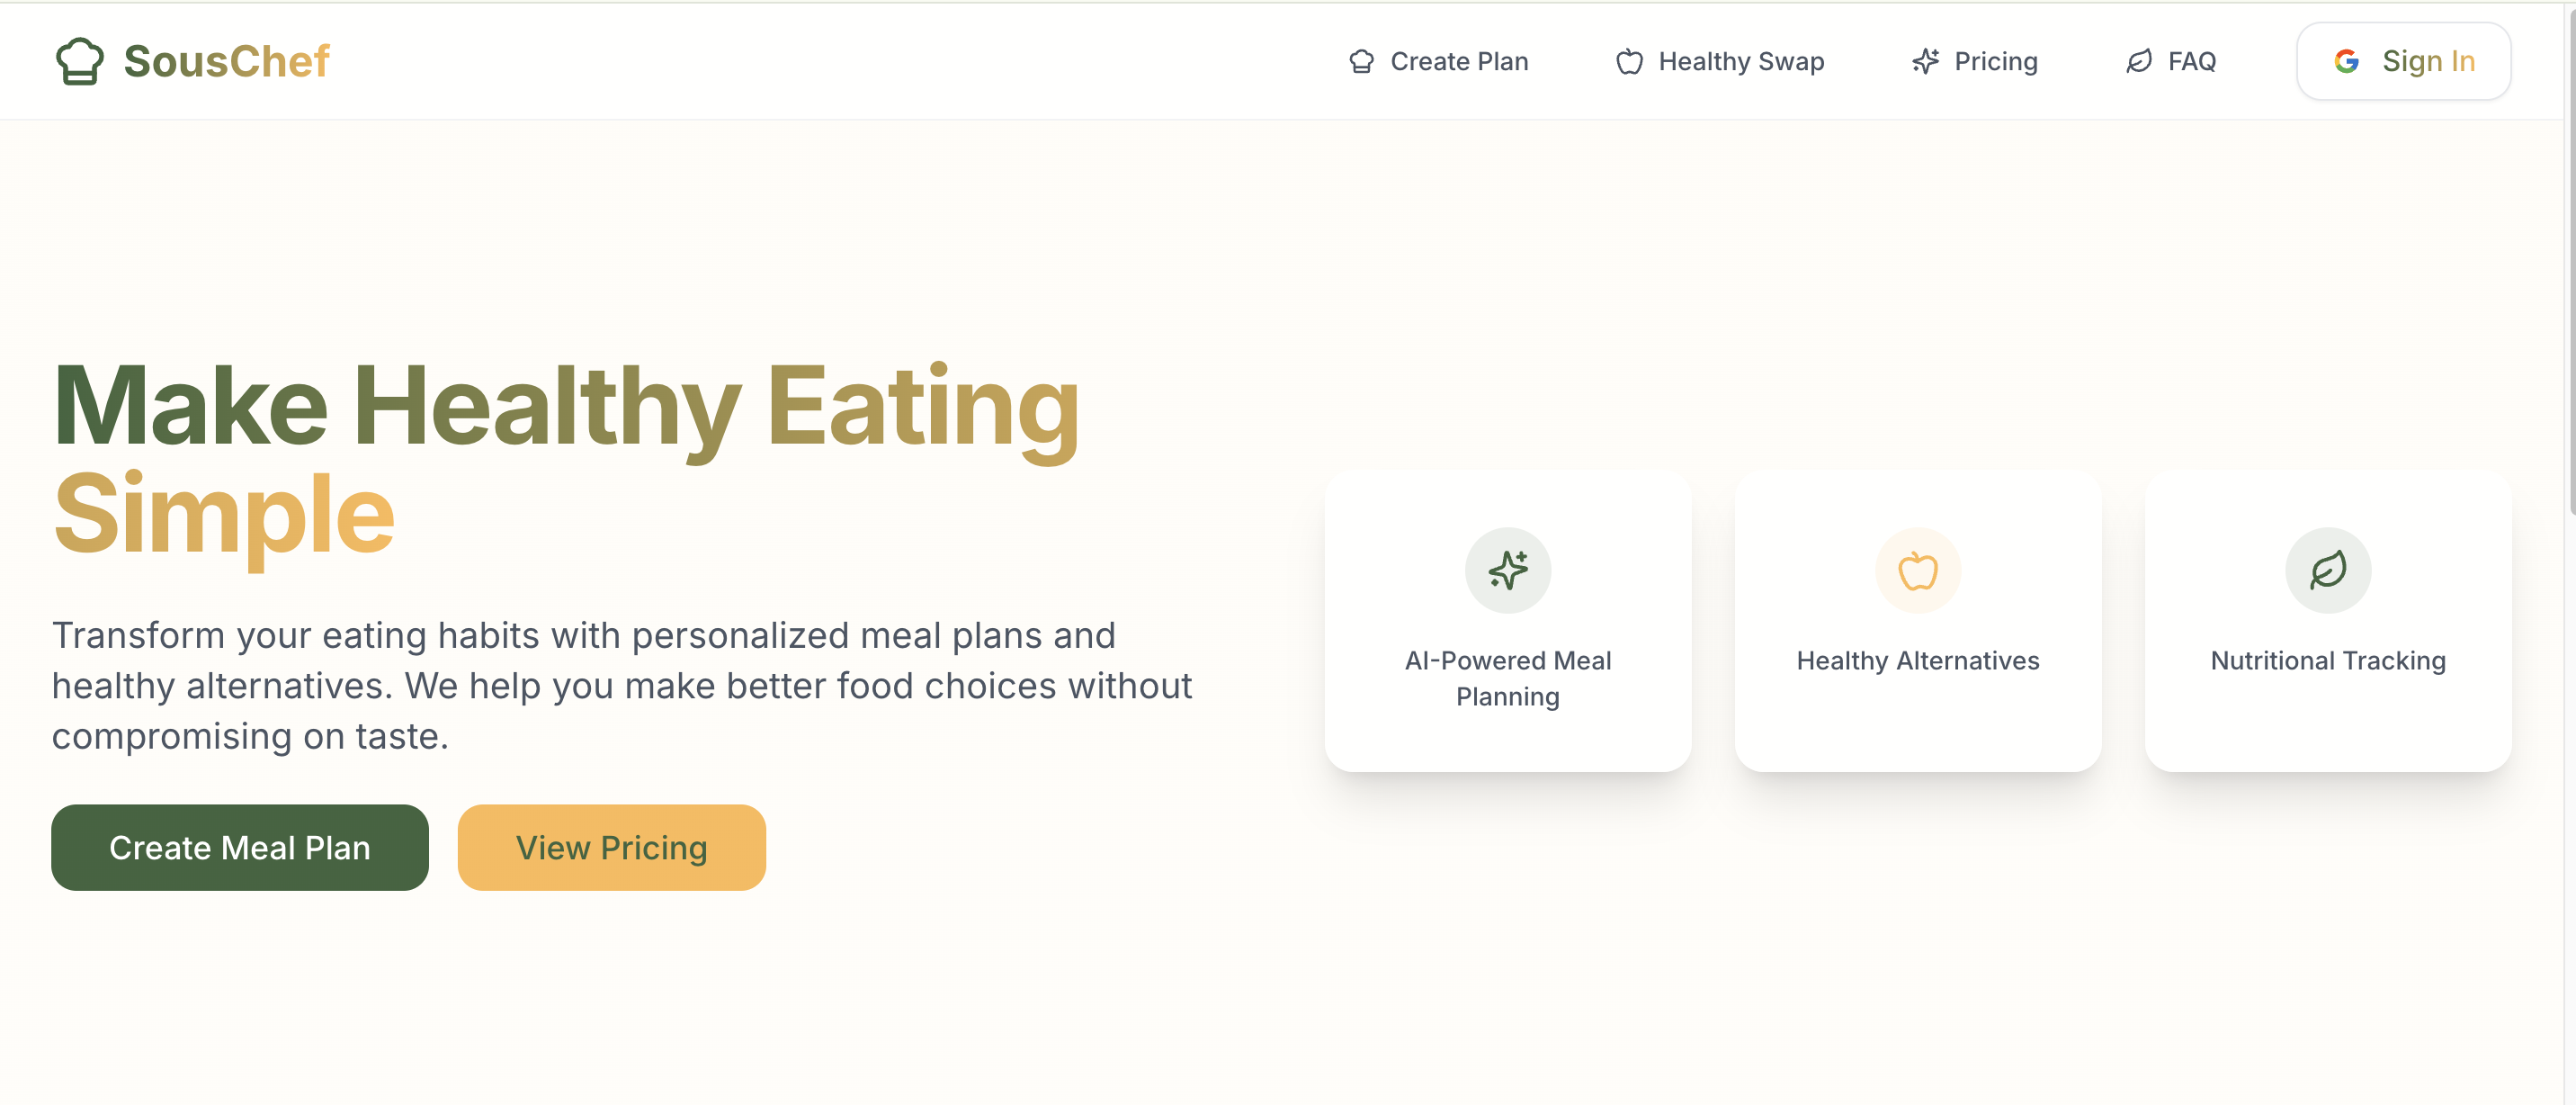 SousChef
Create Plan
Healthy Swap
Pricing
FAQ
Sign In
Make Healthy Eating
Simple
Transform your eating habits with personalized meal plans and
healthy alternatives. We help you make better food choices without
compromising on taste.
Create Meal Plan
View Pricing
AI-Powered Meal
Planning
Healthy Alternatives
Nutritional Tracking